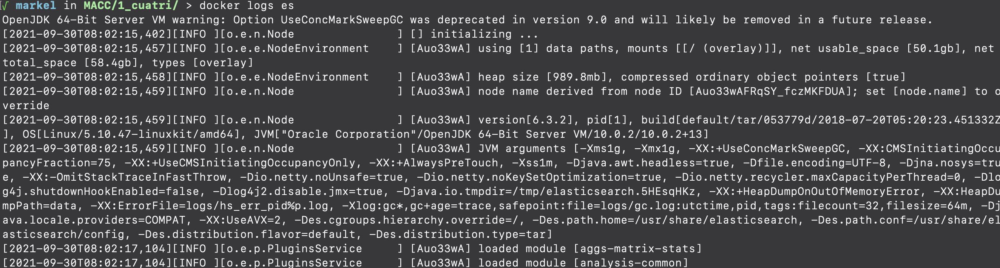 √ markel in MACC/1_cuatri/ > docker logs es
OpenJDK 64-Bit Server VM warning: Option UseConcMarkSweepGC was deprecated in version 9.0 and will likely be removed in a future release.
[2021-09-30T08:02:15,402][INFO ][o.e.n.Node               ] [] initializing ...
[2021-09-30T08:02:15,457][INFO ][o.e.e.NodeEnvironment    ] [Auo33wA] using [1] data paths, mounts [[/ (overlay)]], net usable_space [50.1gb], net
total_space [58.4gb], types [overlay]
[2021-09-30T08:02:15,458][INFO ][o.e.e.NodeEnvironment    ] [Auo33wA] heap size [989.8mb], compressed ordinary object pointers [true]
[2021-09-30T08:02:15,459][INFO ][o.e.n.Node               ] [Auo33wA] node name derived from node ID [Auo33wAFRqSY_fczMKFDUA]; set [node.name] to o
verride
[2021-09-30T08:02:15,459][INFO ][o.e.n.Node               ] [Auo33wA] version[6.3.2], pid[1], build[default/tar/053779d/2018-07-20T05:20:23.451332Z
], OS[Linux/5.10.47-linuxkit/amd64], JVM["Oracle Corporation"/OpenJDK 64-Bit Server VM/10.0.2/10.0.2+13]
[2021-09-30T08:02:15,459][INFO ][o.e.n.Node               ] [Auo33wA] JVM arguments [-Xms1g, -Xmx1g, -XX:+UseConcMarkSweepGC, -XX:CMSInitiatingOccu
pancyFraction=75, -XX:+UseCMSInitiatingOccupancyOnly, -XX:+AlwaysPreTouch, -Xss1m, -Djava.awt.headless=true, -Dfile.encoding=UTF-8, -Djna.nosys=tru
e, -XX:-OmitStackTraceInFastThrow, -Dio.netty.noUnsafe=true, -Dio.netty.noKeySetOptimization=true, -Dio.netty.recycler.maxCapacityPerThread=0, -Dlo
g4j.shutdownHookEnabled=false, -Dlog4j2.disable.jmx=true, -Djava.io.tmpdir=/tmp/elasticsearch.5HEsqHKz, -XX:+HeapDumpOnOutOfMemoryError, -XX:HeapDu
mpPath=data, -XX:ErrorFile=logs/hs_err_pid%p.log, -Xlog:gc*,gc+age=trace,safepoint:file=logs/gc.log:utctime,pid,tags:filecount=32,filesize=64m, -Dj
ava.locale.providers=COMPAT, -XX:UseAVX=2, -Des.cgroups.hierarchy.override=/, -Des.path.home=/usr/share/elasticsearch, -Des.path.conf=/usr/share/el
asticsearch/config, -Des.distribution.flavor=default, -Des.distribution.type=tar]
[2021-09-30T08:02:17,104][INFO ][o.e.p.PluginsService     ] [Auo33wA] loaded module [aggs-matrix-stats]
[2021-09-30T08:02:17,104][INFO ][o.e.p.PluginsService     ] [Auo33wA] loaded module [analysis-common]